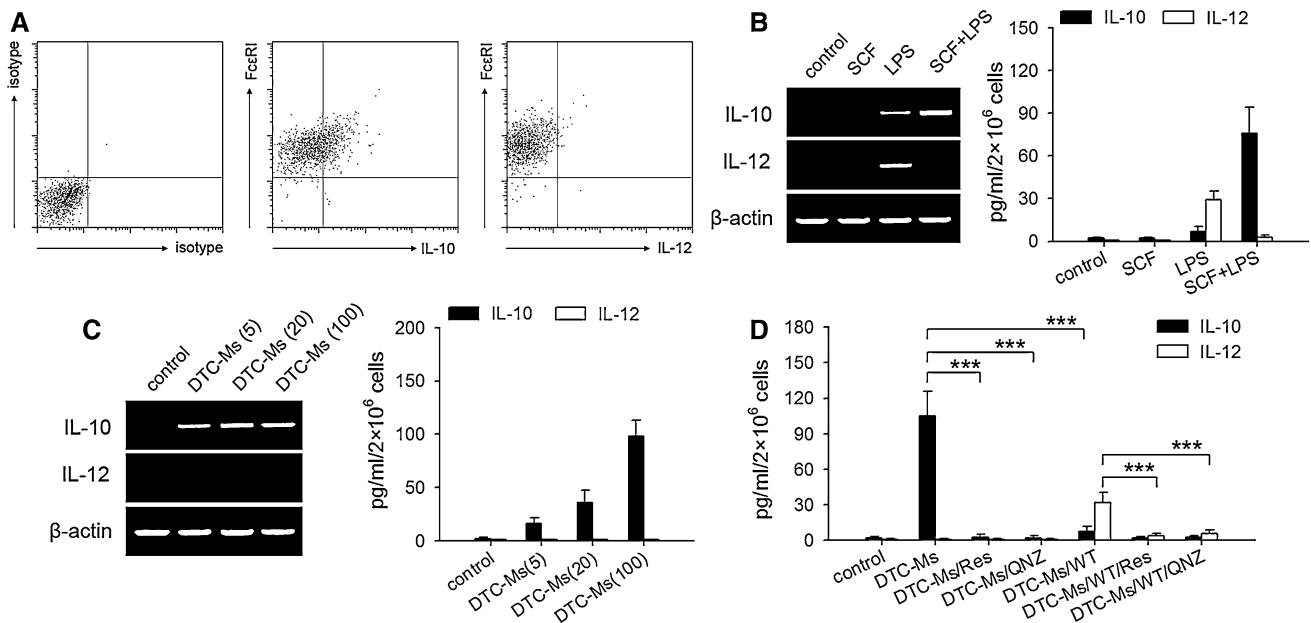 A
isotype
isotype
FcεRI
IL-10
FcεRI
IL-12
B
control
SCF
LPS
SCF+LPS
IL-10
IL-12
β-actin
IL-10 IL-12
pg/ml/2×10⁶ cells
150
120
90
60
30
0
control
SCF
LPS
SCF+LPS
C
control
DTC-Ms (5)
DTC-Ms (20)
DTC-Ms (100)
IL-10
IL-12
β-actin
IL-10 IL-12
pg/ml/2×10⁶ cells
200
150
100
50
0
control
DTC-Ms(5)
DTC-Ms(20)
DTC-Ms(100)
D
IL-10
IL-12
pg/ml/2×10⁶ cells
180
150
120
90
60
30
0
***
***
***
***
***
control
DTC-Ms
DTC-Ms/Res
DTC-Ms/QNZ
DTC-Ms/WT
DTC-Ms/WT/Res
DTC-Ms/WT/QNZ